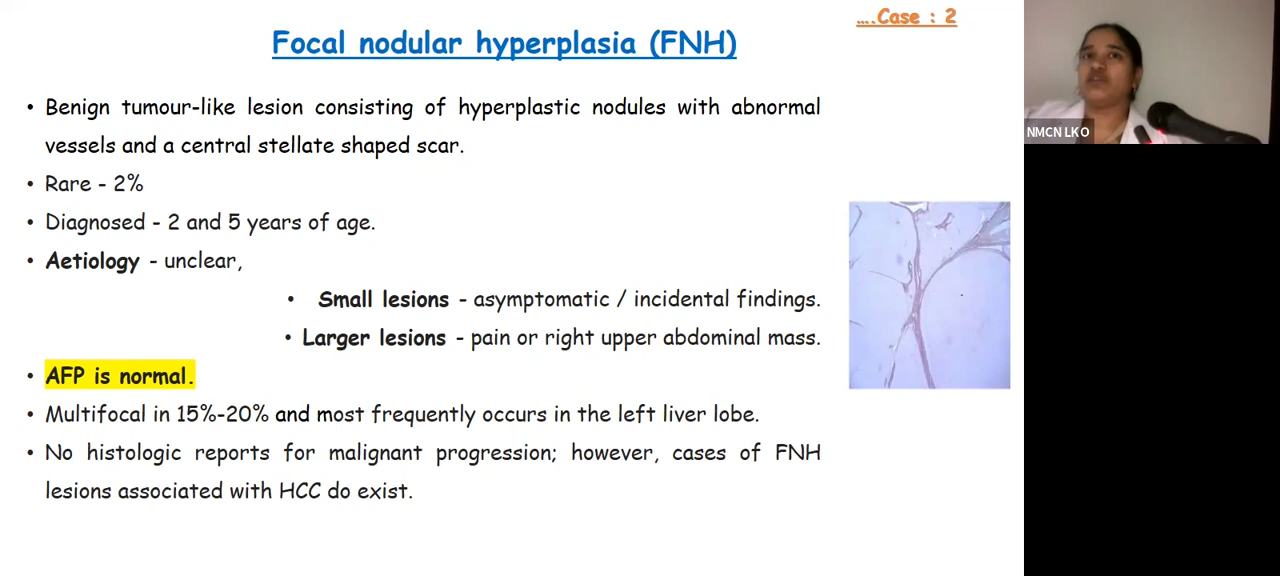 ....Case : 2
Focal nodular hyperplasia (FNH)
• Benign tumour-like lesion consisting of hyperplastic nodules with abnormal
vessels and a central stellate shaped scar.
• Rare - 2%
• Diagnosed - 2 and 5 years of age.
• Aetiology - unclear,
• Small lesions - asymptomatic / incidental findings.
• Larger lesions - pain or right upper abdominal mass.
• AFP is normal.
• Multifocal in 15%-20% and most frequently occurs in the left liver lobe.
• No histologic reports for malignant progression; however, cases of FNH
lesions associated with HCC do exist.
NMCN LKO